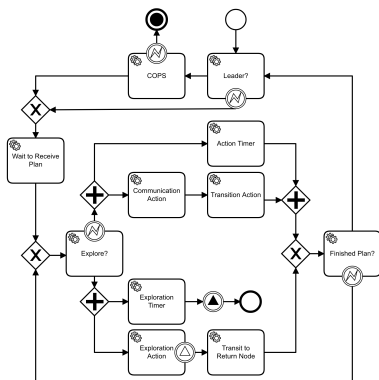 COPS
Leader?
Wait to Receive
Plan
Action Timer
Communication
Action
Transition Action
Explore?
Finished Plan?
Exploration
Timer
Exploration
Action
Transit to
Return Node